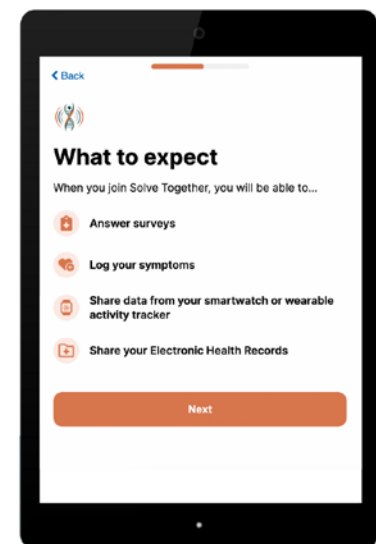 Back
What to expect
When you join Solve Together, you will be able to...
Answer surveys
Log your symptoms
Share data from your smartwatch or wearable
activity tracker
Share your Electronic Health Records
Next